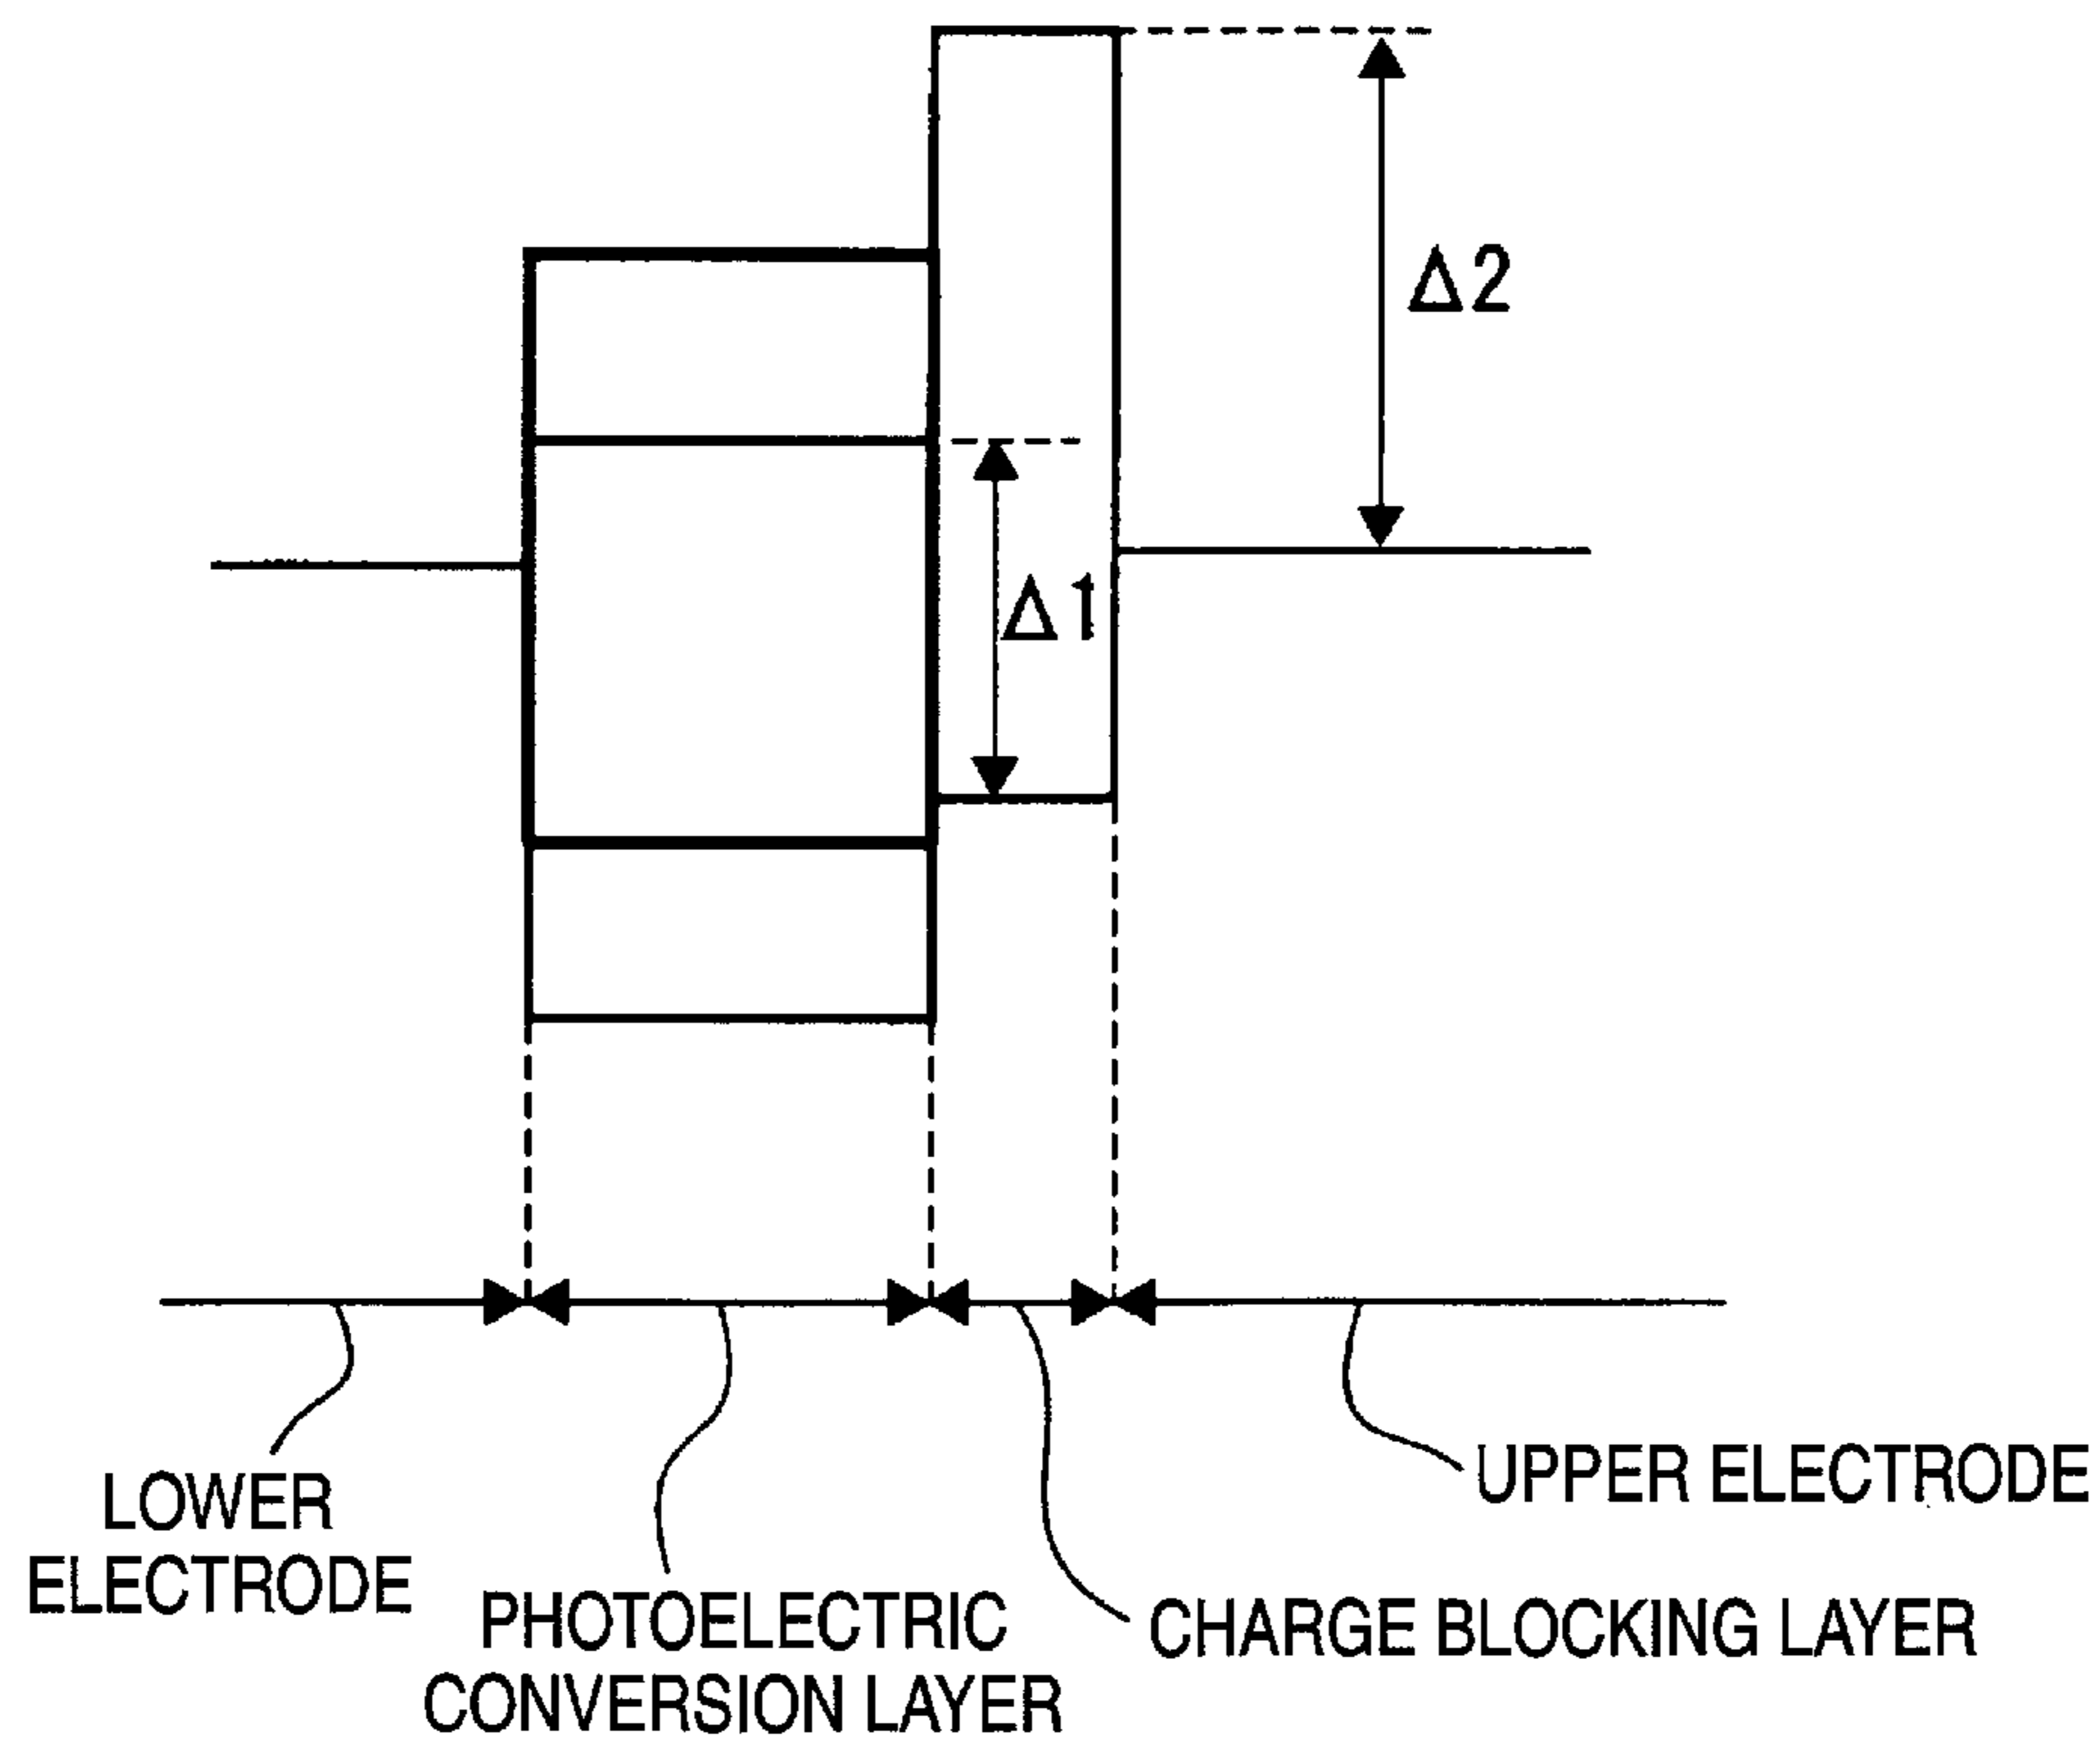 Δ2
Δ1
LOWER
ELECTRODE
PHOTOELECTRIC
CONVERSION LAYER
CHARGE BLOCKING LAYER
UPPER ELECTRODE